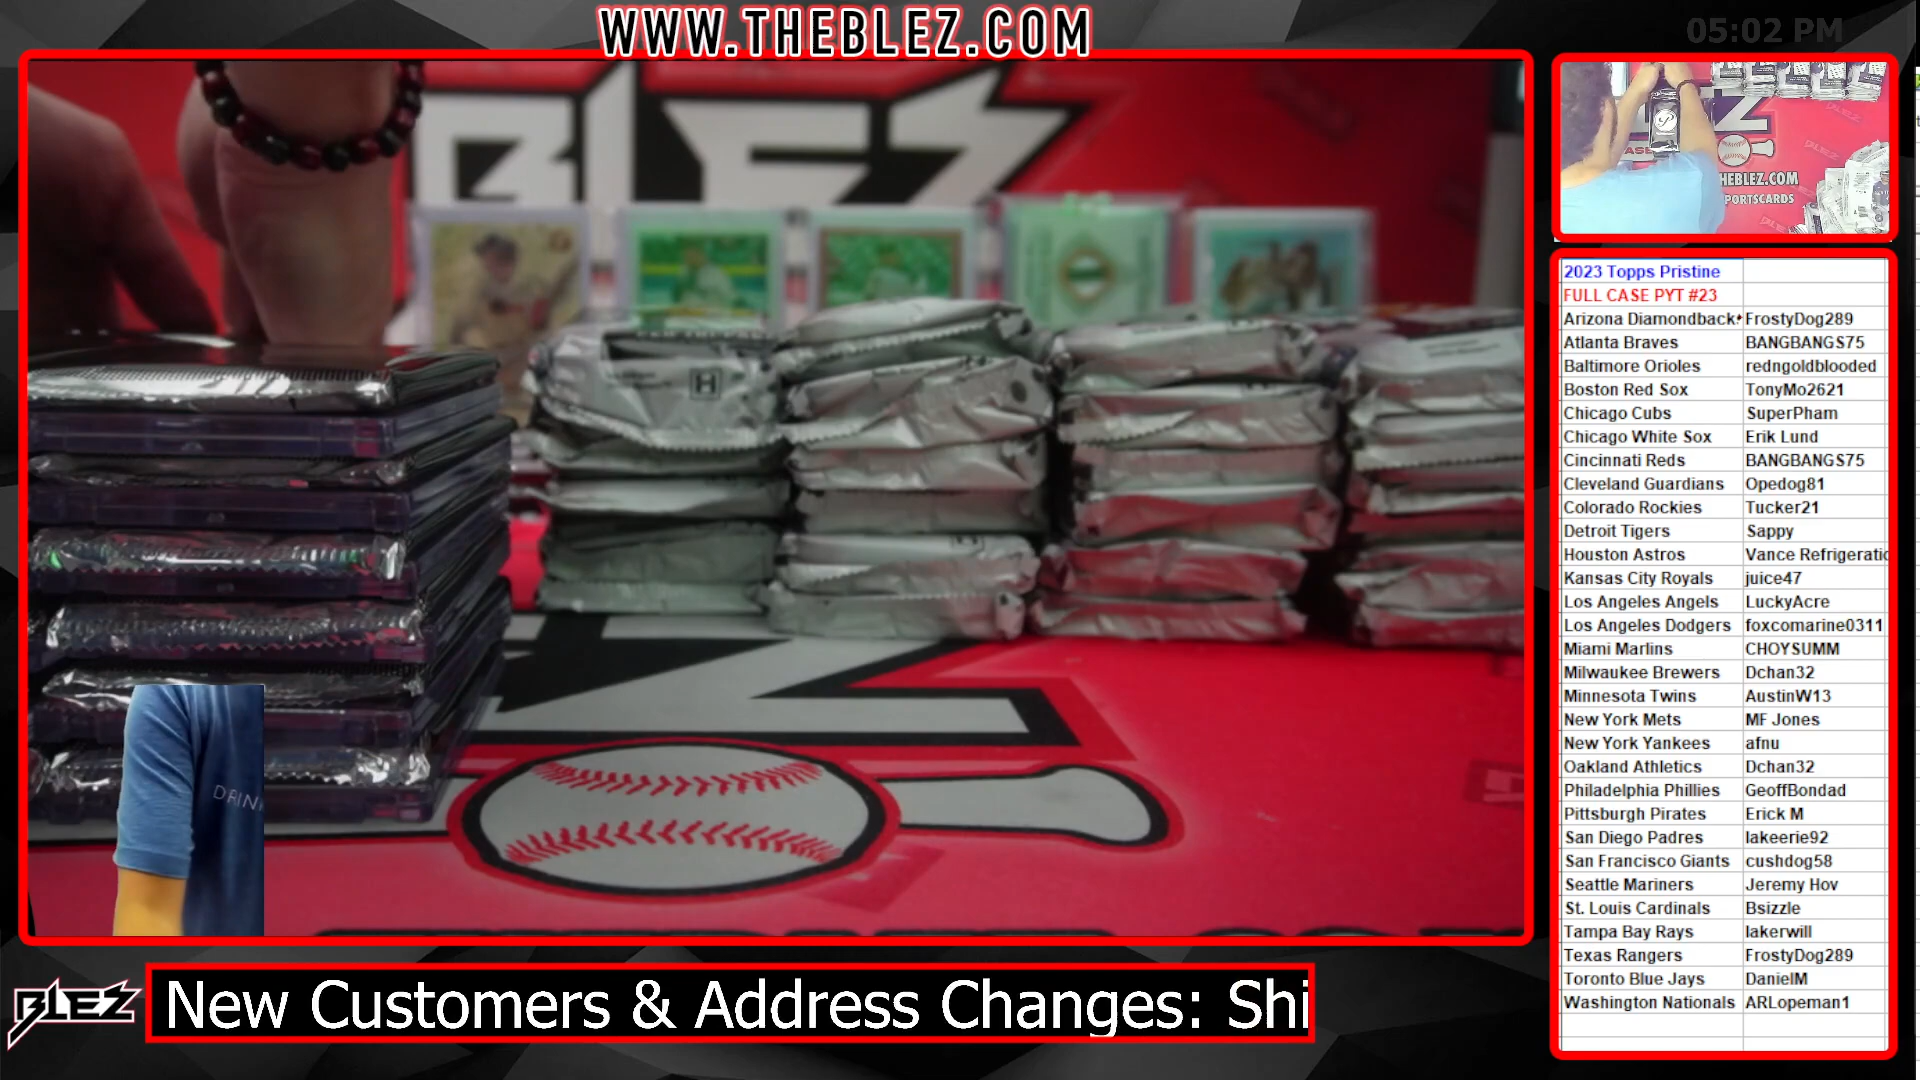 WWW.THEBLEZ.COM
05:02 PM
BLEZ
H
DRIN
THEBLEZ.COM
PORTSCARDS
2023 Topps Pristine
FULL CASE PYT #23
Arizona Diamondback FrostyDog289
Atlanta Braves BANGBANGS75
Baltimore Orioles redngoldblooded
Boston Red Sox TonyMo2621
Chicago Cubs SuperPham
Chicago White Sox Erik Lund
Cincinnati Reds BANGBANGS75
Cleveland Guardians Opedog81
Colorado Rockies Tucker21
Detroit Tigers Sappy
Houston Astros Vance Refrigeratio
Kansas City Royals juice47
Los Angeles Angels LuckyAcre
Los Angeles Dodgers foxcomarine0311
Miami Marlins CHOYSUMM
Milwaukee Brewers Dchan32
Minnesota Twins AustinW13
New York Mets MF Jones
New York Yankees afnu
Oakland Athletics Dchan32
Philadelphia Phillies GeoffBondad
Pittsburgh Pirates Erick M
San Diego Padres lakeerie92
San Francisco Giants cushdog58
Seattle Mariners Jeremy Hov
St. Louis Cardinals Bsizzle
Tampa Bay Rays lakerwill
Texas Rangers FrostyDog289
Toronto Blue Jays DanielM
Washington Nationals ARLopeman1
BLEZ
New Customers & Address Changes: Shi